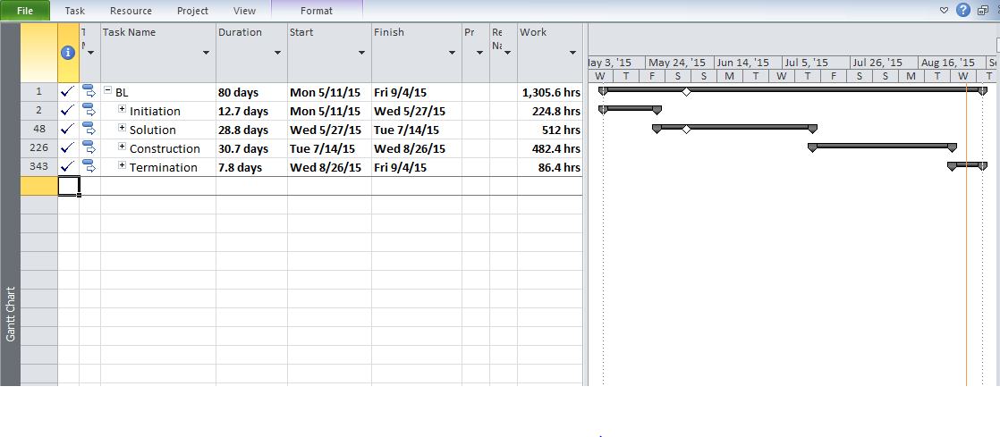 File Task Resource Project View Format
Task Name Duration Start Finish Pr Re Work
Na
May 3, '15 May 24, '15 Jun 14, '15 Jul 5, '15 Jul 26, '15 Aug 16, '15 Se
W T F S S M T W T F S S M T W T
1 BL 80 days Mon 5/11/15 Fri 9/4/15 1,305.6 hrs
2 Initiation 12.7 days Mon 5/11/15 Wed 5/27/15 224.8 hrs
48 Solution 28.8 days Wed 5/27/15 Tue 7/14/15 512 hrs
226 Construction 30.7 days Tue 7/14/15 Wed 8/26/15 482.4 hrs
343 Termination 7.8 days Wed 8/26/15 Fri 9/4/15 86.4 hrs
Gantt Chart